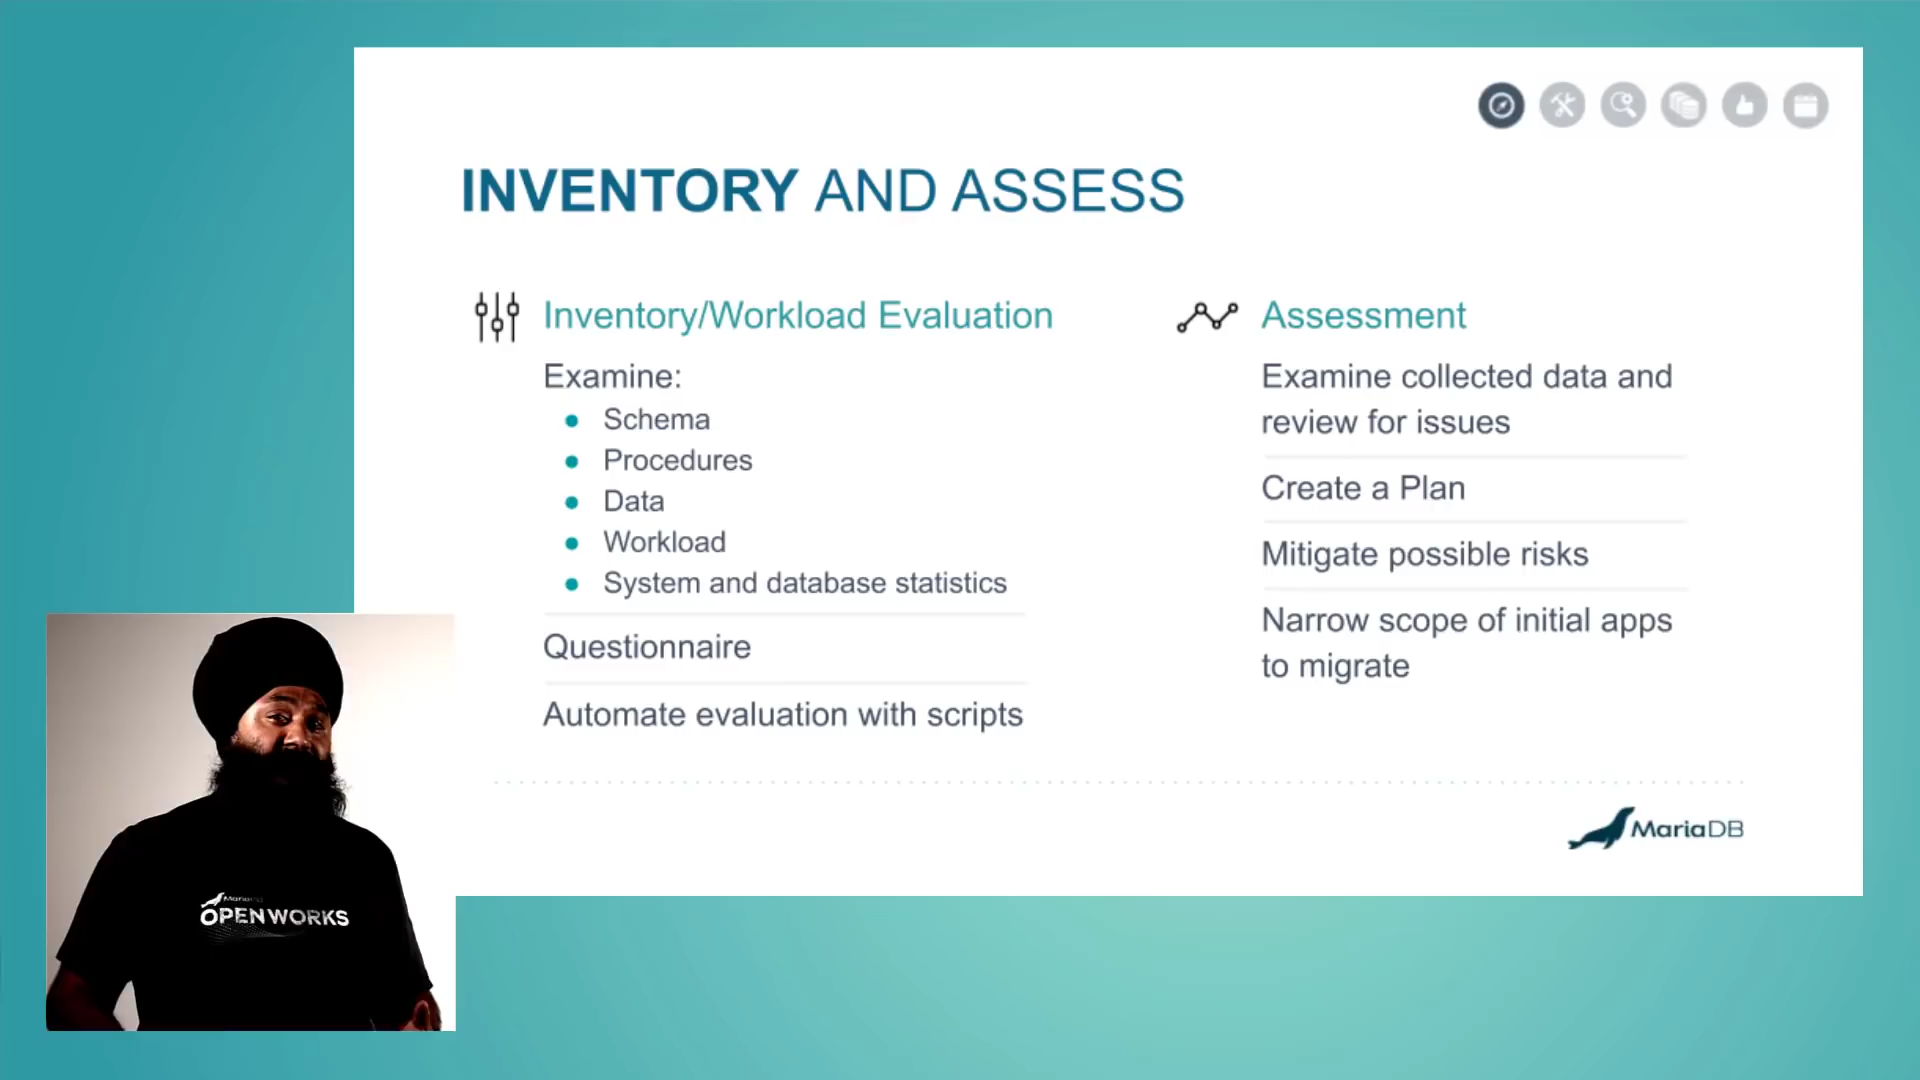 INVENTORY AND ASSESS
Inventory/Workload Evaluation
Examine:
Schema
Procedures
Data
Workload
System and database statistics
Questionnaire
Automate evaluation with scripts
Assessment
Examine collected data and
review for issues
Create a Plan
Mitigate possible risks
Narrow scope of initial apps
to migrate
MariaDB
OPENWORKS